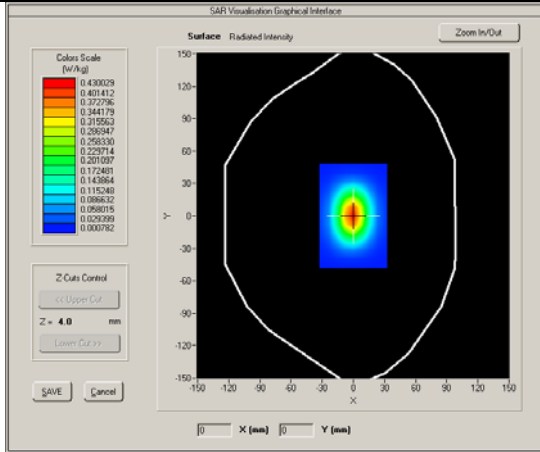 SAR Visualisation Graphical Interface
Surface Radiated Intensity
Zoom In/Out
Colors Scale
(W/kg)
0.430029
0.401412
0.372796
0.344179
0.315563
0.286947
0.258330
0.229714
0.201097
0.172481
0.143864
0.115248
0.086632
0.058015
0.029399
0.000782
Z-Cuts Control
<< Upper Cut
Z = 4.0 mm
Lower Cut >>
SAVE Cancel
150
120
90
60
30
0
-30
-60
-90
-120
-150
Y
-150 -120 -90 -60 -30 0 30 60 90 120 150
X
0 X (mm) 0 Y (mm)